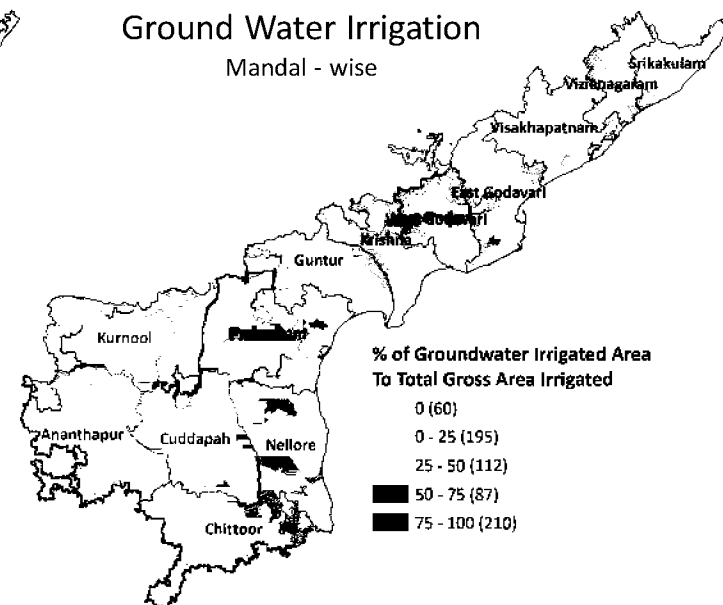 Ground Water Irrigation
Mandal - wise
Srikakulam
Vizianagaram
Visakhapatnam
East Godavari
Godavari
Krishna
Guntur
Kurnool
% of Groundwater Irrigated Area
To Total Gross Area Irrigated
0 (60)
0 - 25 (195)
25 - 50 (112)
50 - 75 (87)
75 - 100 (210)
Ananthapur
Cuddapah
Nellore
Chittoor